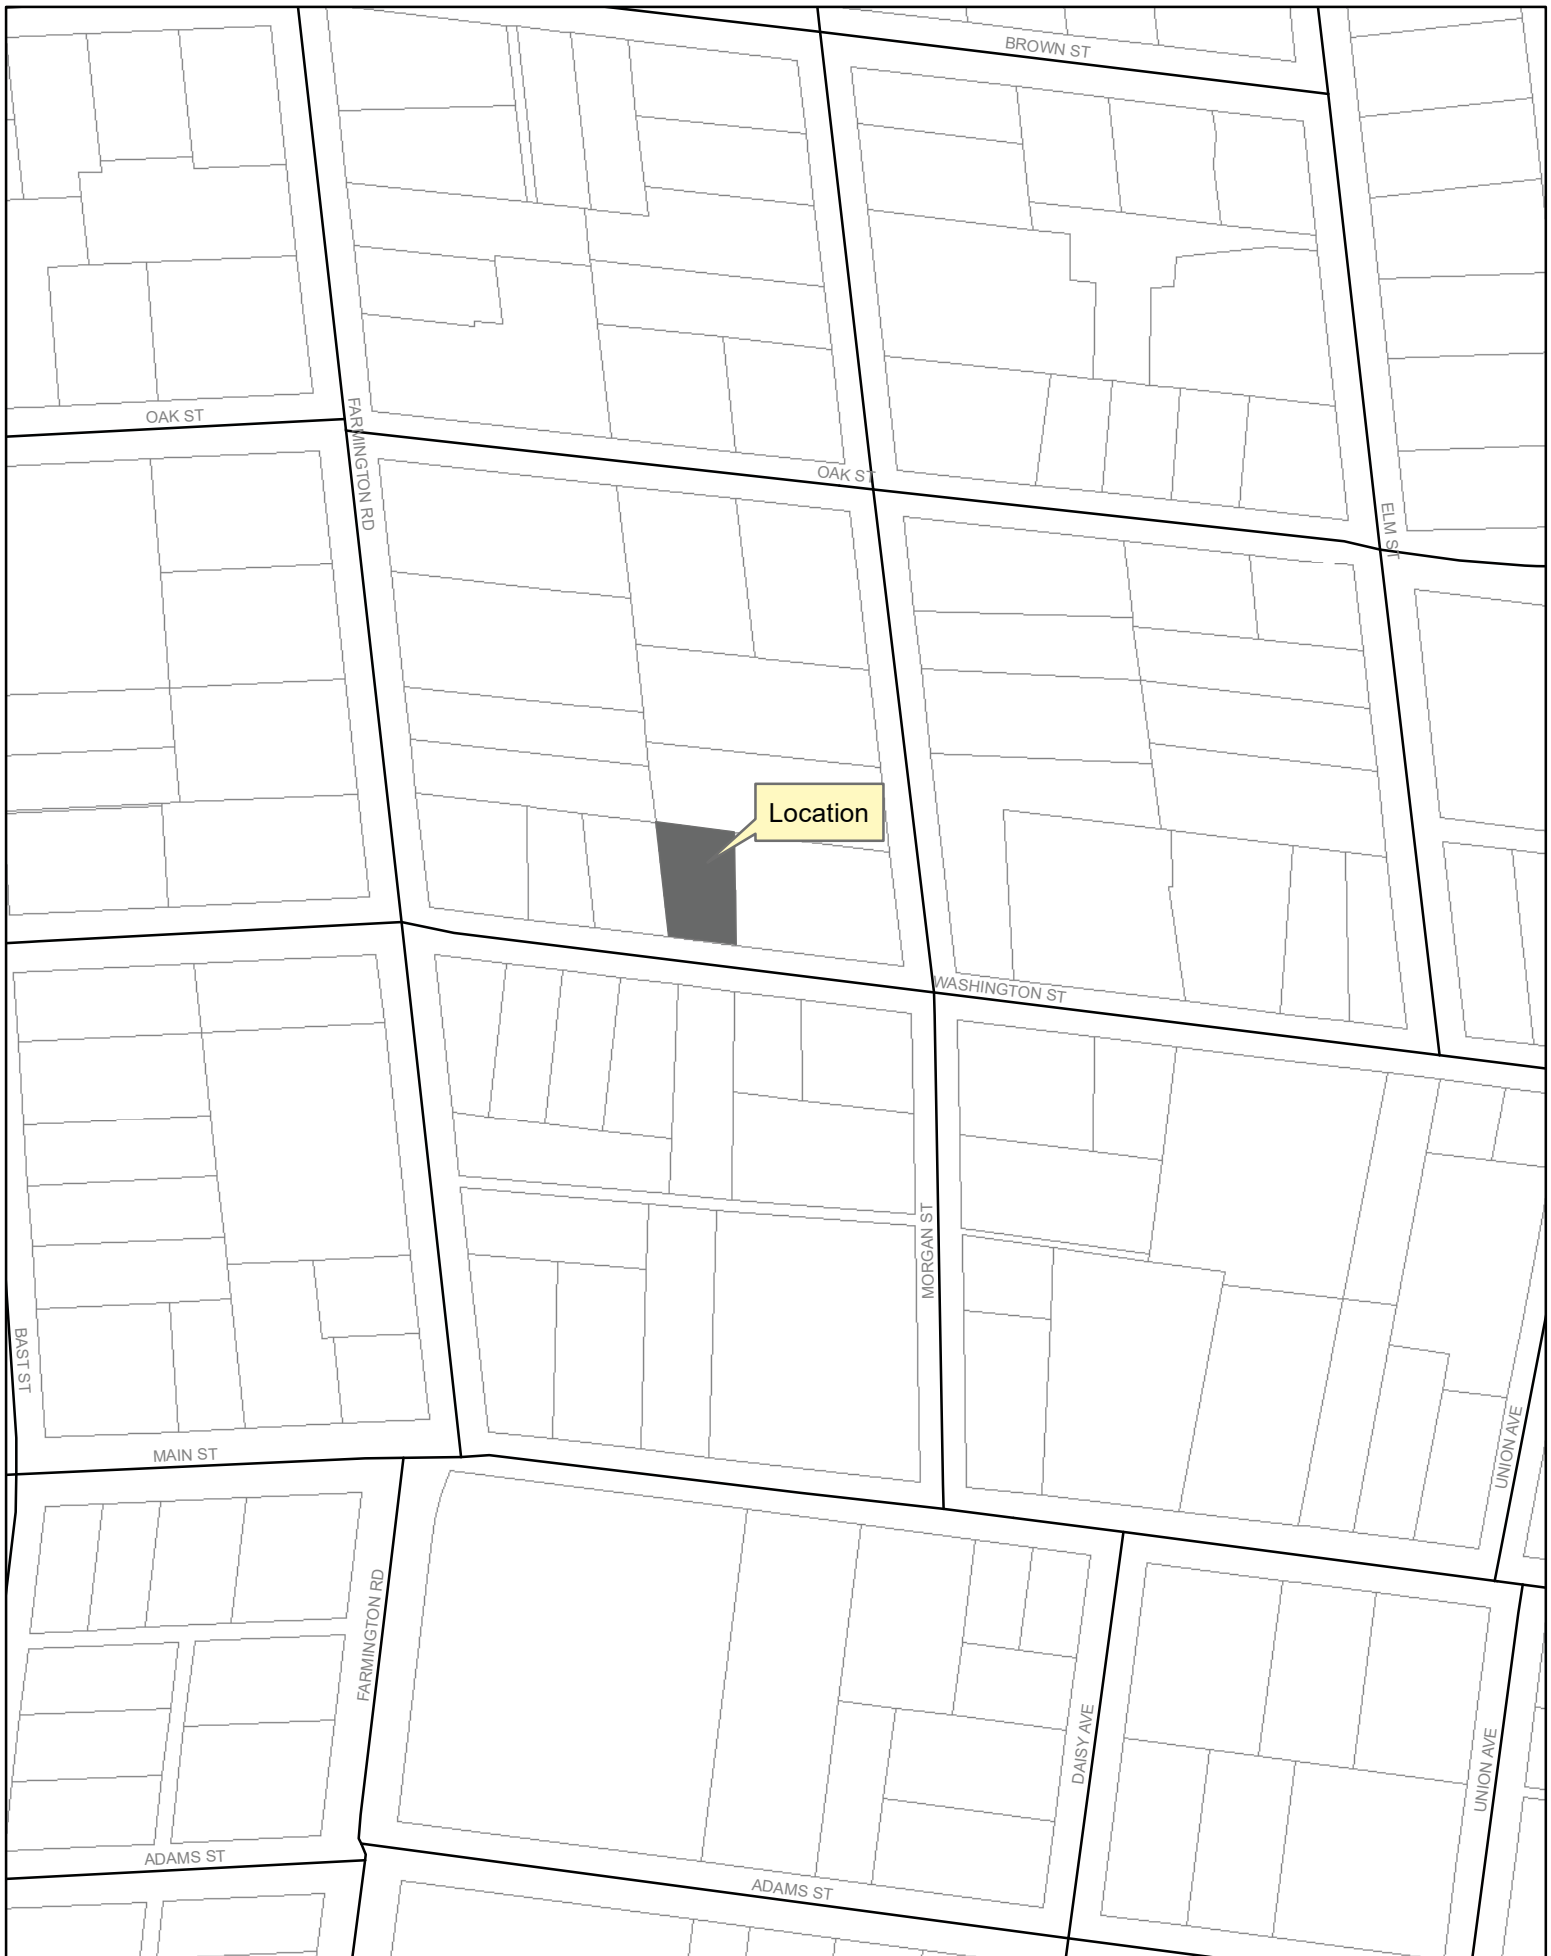 BROWN ST
OAK ST
FARMINGTON RD
OAK ST
ELM ST
Location
WASHINGTON ST
MORGAN ST
BAST ST
MAIN ST
UNION AVE
FARMINGTON RD
DAISY AVE
UNION AVE
ADAMS ST
ADAMS ST